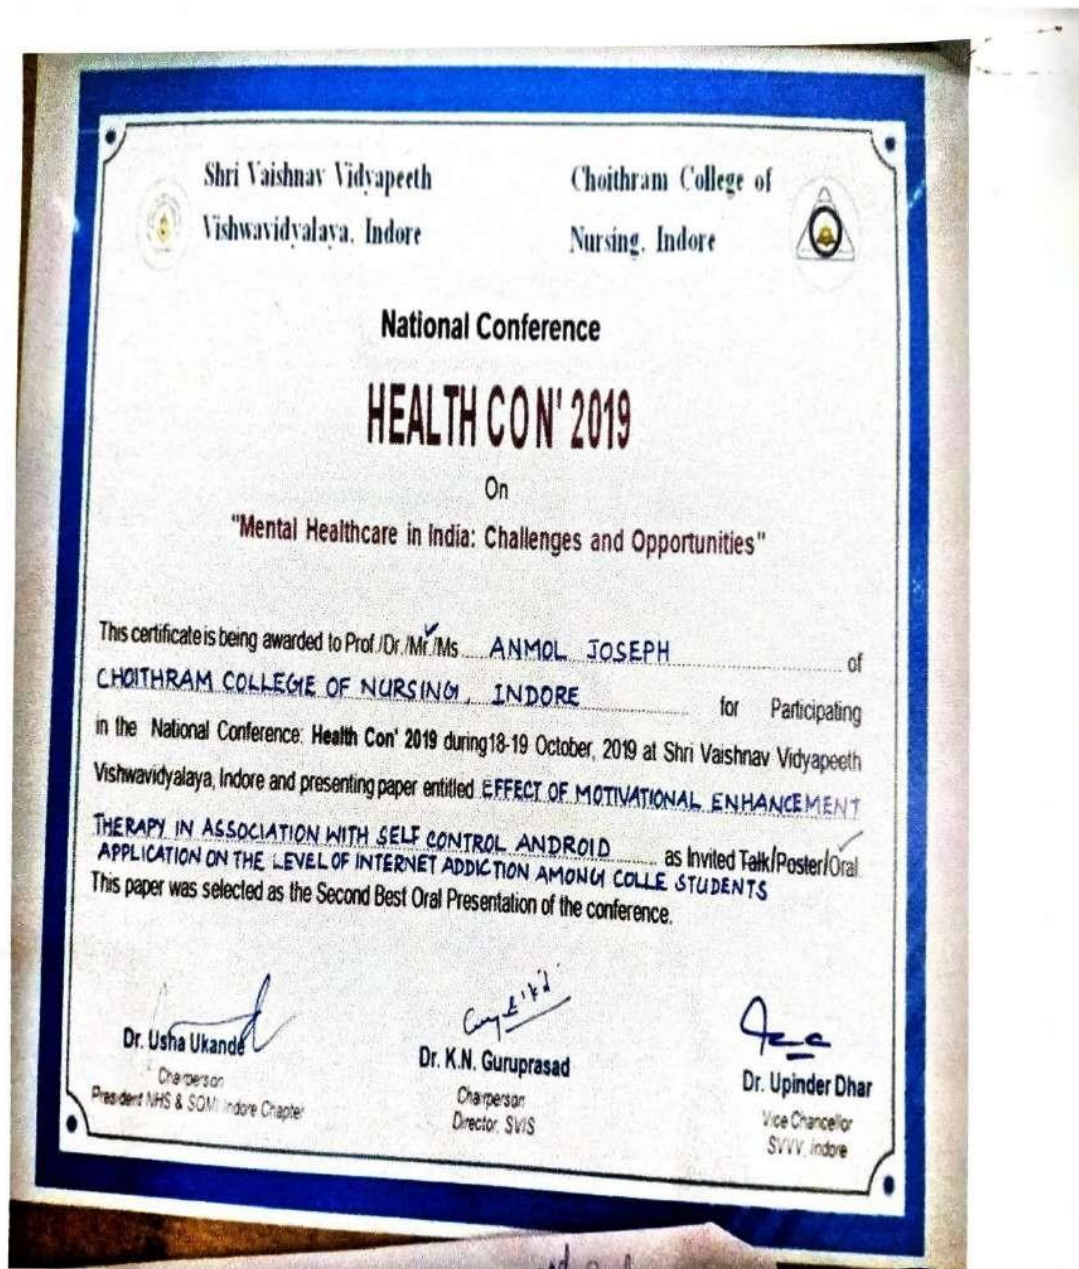 Shri Vaishnav Vidyapeeth
Vishwavidyalaya, Indore
Choithram College of
Nursing, Indore
National Conference
HEALTH CON' 2019
On
"Mental Healthcare in India: Challenges and Opportunities"
This certificate is being awarded to Prof./Dr./Mr./Ms ANMOL JOSEPH of
CHOITHRAM COLLEGE OF NURSING, INDORE for Participating
in the National Conference: Health Con' 2019 during 18-19 October, 2019 at Shri Vaishnav Vidyapeeth
Vishwavidyalaya, Indore and presenting paper entitled EFFECT OF MOTIVATIONAL ENHANCEMENT
THERAPY IN ASSOCIATION WITH SELF CONTROL ANDROID as Invited Talk/Poster/Oral.
APPLICATION ON THE LEVEL OF INTERNET ADDICTION AMONG COLLE STUDENTS
This paper was selected as the Second Best Oral Presentation of the conference.
Dr. Usha Ukande
Chairperson
President NHS & SOMI Indore Chapter
Dr. K.N. Guruprasad
Chairperson
Director, SVIS
Dr. Upinder Dhar
Vice Chancellor
SVVV, Indore